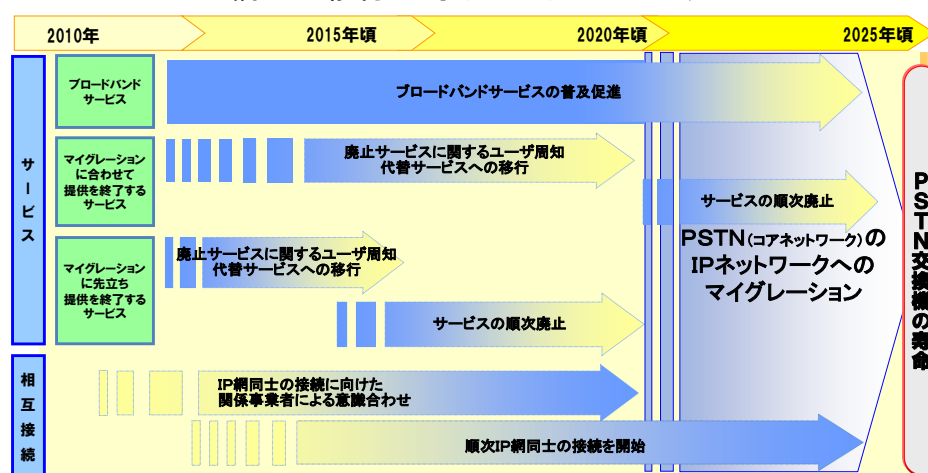 2010年
2015年頃
2020年頃
2025年頃
サービス
ブロードバンド
サービス
ブロードバンドサービスの普及促進
マイグレーション
に合わせて
提供を終了する
サービス
廃止サービスに関するユーザ周知
代替サービスへの移行
サービスの順次廃止
PSTN(コアネットワーク)の
IPネットワークへの
マイグレーション
マイグレーション
に先立ち
提供を終了する
サービス
廃止サービスに関するユーザ周知
代替サービスへの移行
サービスの順次廃止
相互接続
IP網同士の接続に向けた
関係事業者による意識合わせ
順次IP網同士の接続を開始
PSTN交換機の寿命